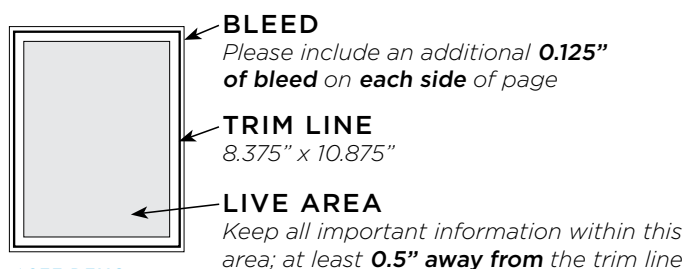 BLEED
Please include an additional 0.125”
of bleed on each side of page
TRIM LINE
8.375” x 10.875”
LIVE AREA
Keep all important information within this
area; at least 0.5” away from the trim line